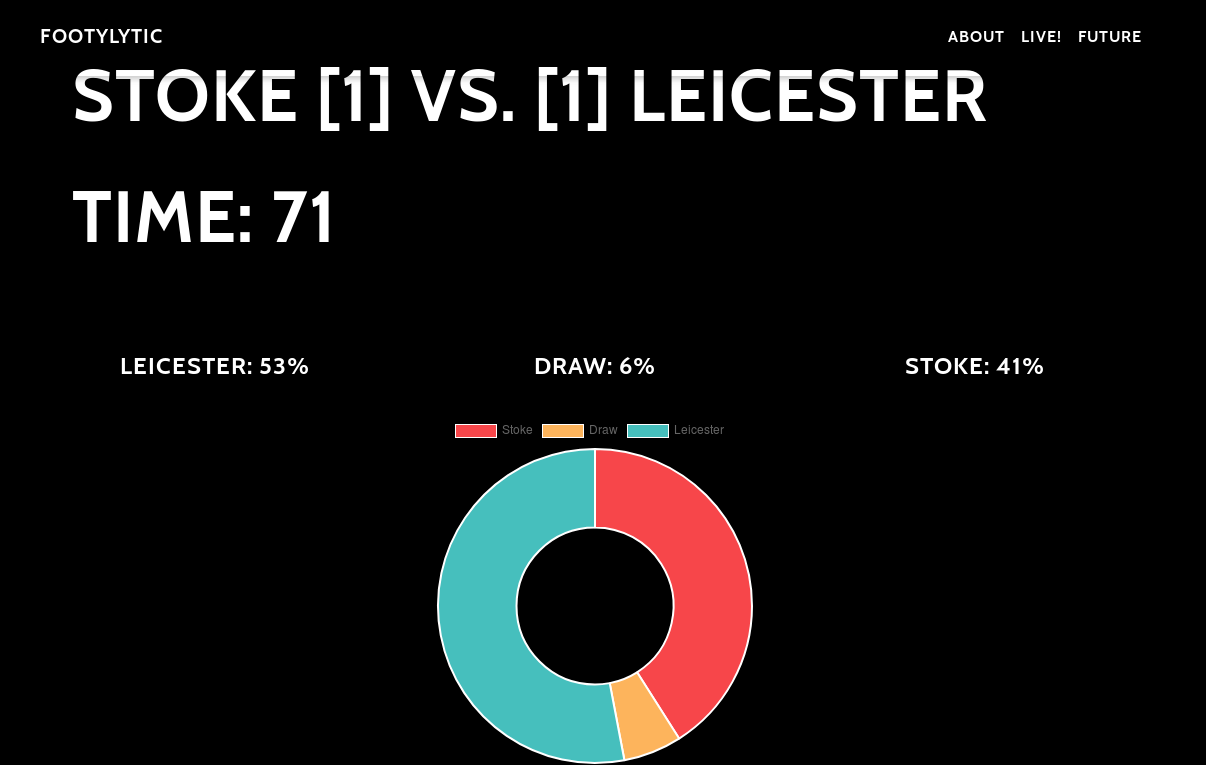 FOOTYLYTIC ABOUT LIVE! FUTURE
STOKE [1] VS. [1] LEICESTER
TIME: 71
LEICESTER: 53% DRAW: 6% STOKE: 41%
Stoke Draw Leicester